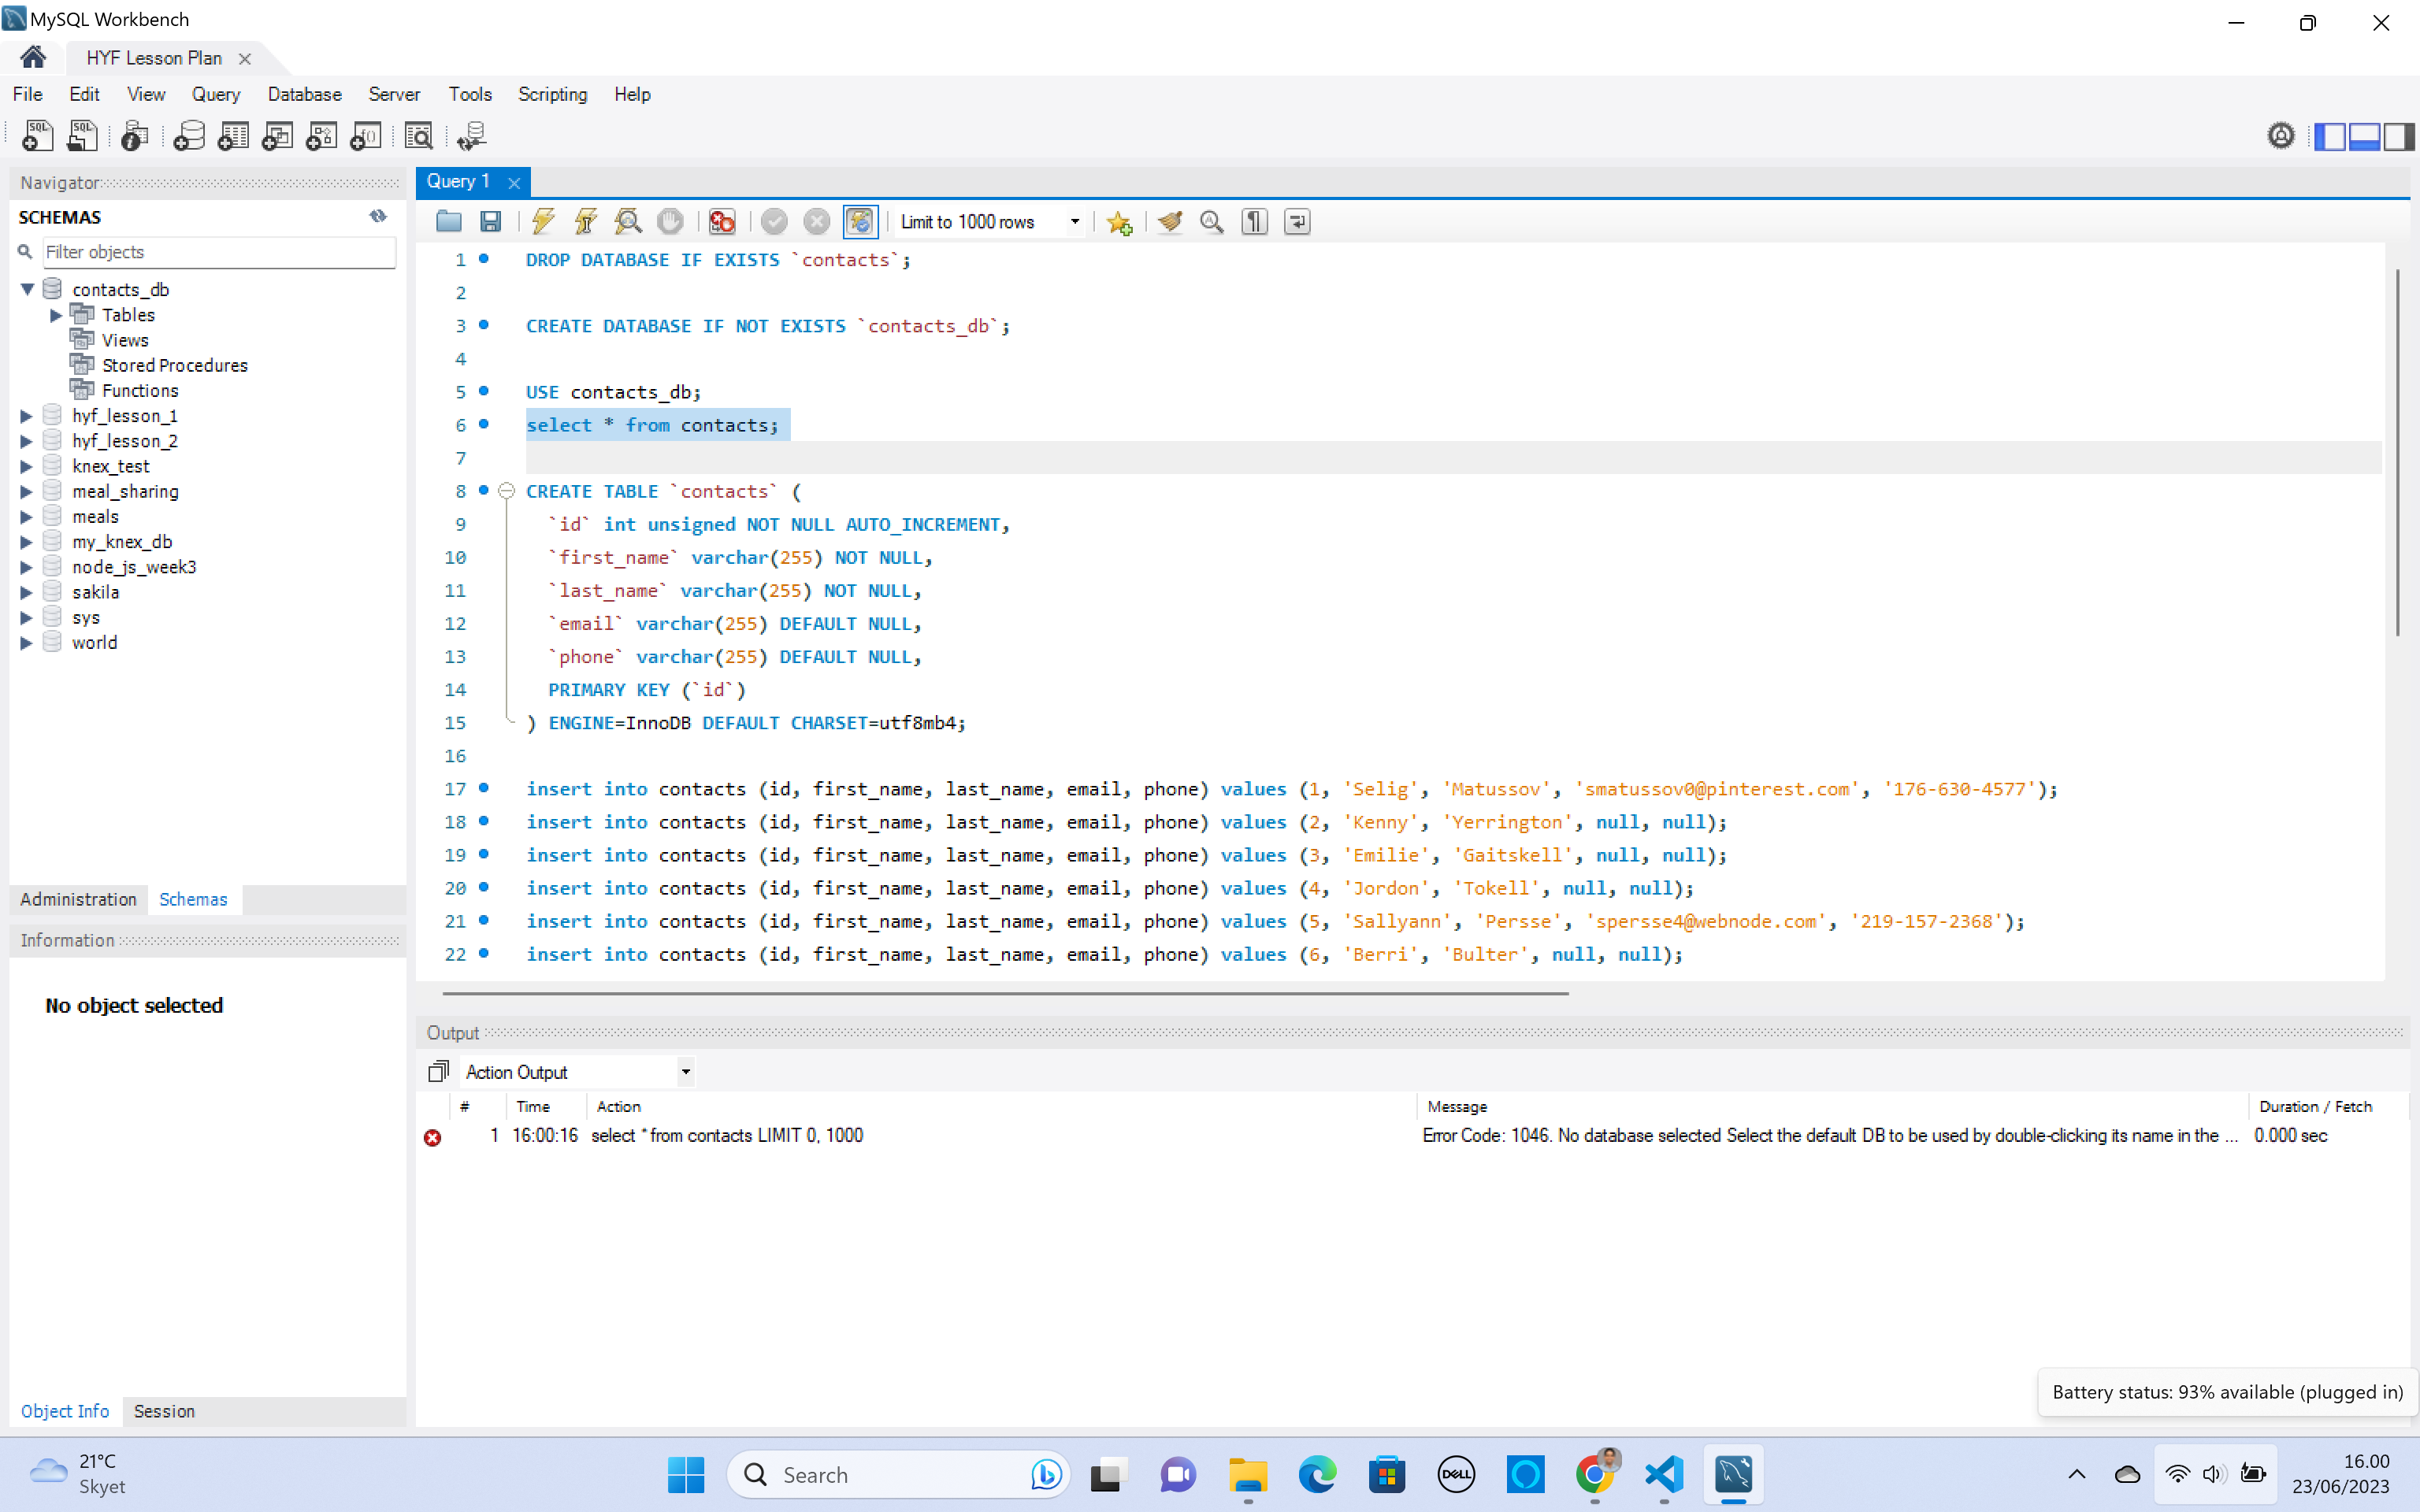 MySQL Workbench
HYF Lesson Plan
File Edit View Query Database Server Tools Scripting Help
Navigator
SCHEMAS
Filter objects
contacts_db
Tables
Views
Stored Procedures
Functions
hyf_lesson_1
hyf_lesson_2
knex_test
meal_sharing
meals
my_knex_db
node_js_week3
sakila
sys
world
Administration Schemas
Information
No object selected
Object Info Session
Query 1
Limit to 1000 rows
1 DROP DATABASE IF EXISTS `contacts`;
2
3 CREATE DATABASE IF NOT EXISTS `contacts_db`;
4
5 USE contacts_db;
6 select * from contacts;
7
8 CREATE TABLE `contacts` (
9 `id` int unsigned NOT NULL AUTO_INCREMENT,
10 `first_name` varchar(255) NOT NULL,
11 `last_name` varchar(255) NOT NULL,
12 `email` varchar(255) DEFAULT NULL,
13 `phone` varchar(255) DEFAULT NULL,
14 PRIMARY KEY (`id`)
15 ) ENGINE=InnoDB DEFAULT CHARSET=utf8mb4;
16
17 insert into contacts (id, first_name, last_name, email, phone) values (1, 'Selig', 'Matussov', 'smatussov0@pinterest.com', '176-630-4577');
18 insert into contacts (id, first_name, last_name, email, phone) values (2, 'Kenny', 'Yerrington', null, null);
19 insert into contacts (id, first_name, last_name, email, phone) values (3, 'Emilie', 'Gaitskell', null, null);
20 insert into contacts (id, first_name, last_name, email, phone) values (4, 'Jordon', 'Tokell', null, null);
21 insert into contacts (id, first_name, last_name, email, phone) values (5, 'Sallyann', 'Persse', 'spersse4@webnode.com', '219-157-2368');
22 insert into contacts (id, first_name, last_name, email, phone) values (6, 'Berri', 'Bulter', null, null);
Output
Action Output
# Time Action Message Duration / Fetch
1 16:00:16 select * from contacts LIMIT 0, 1000 Error Code: 1046. No database selected Select the default DB to be used by double-clicking its name in the ... 0.000 sec
Battery status: 93% available (plugged in)
21°C
Skyet
Search
DELL
16.00
23/06/2023